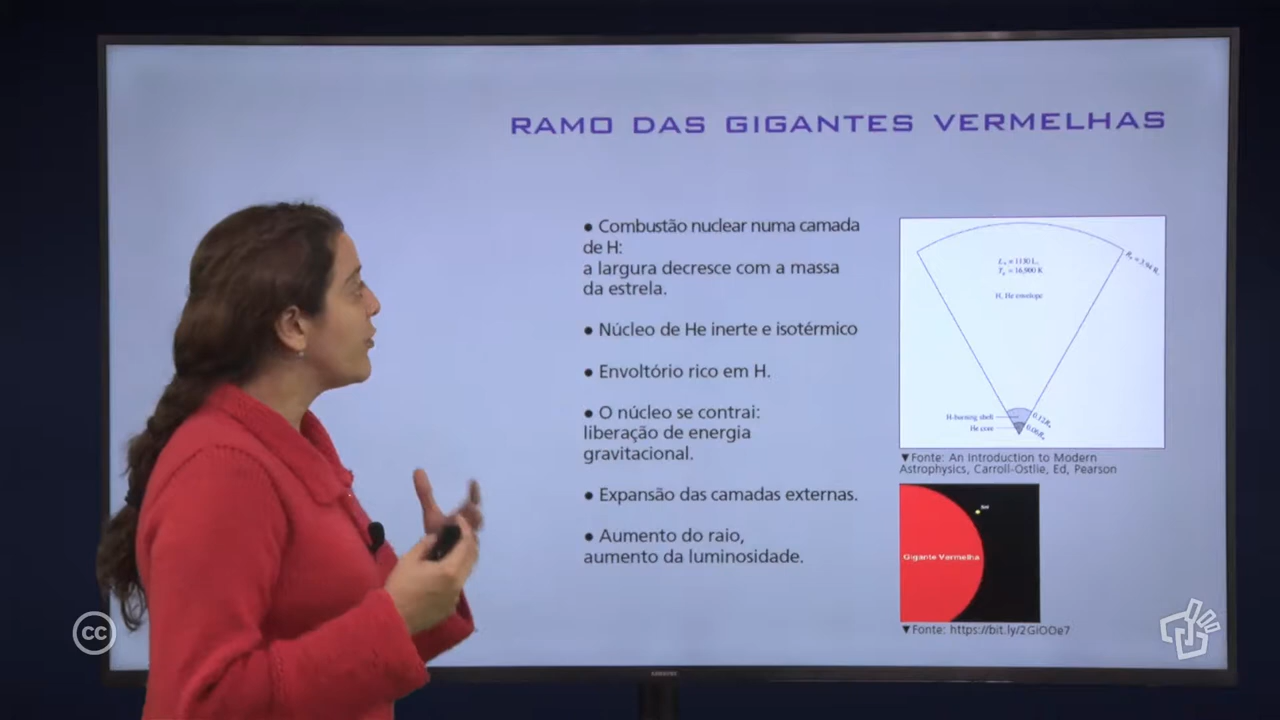 RAMO DAS GIGANTES VERMELHAS
● Combustão nuclear numa camada
de H:
a largura decresce com a massa
da estrela.
● Núcleo de He inerte e isotérmico
● Envoltório rico em H.
● O núcleo se contrai:
liberação de energia
gravitacional.
● Expansão das camadas externas.
● Aumento do raio,
aumento da luminosidade.
H, He envelope
H-burning shell
He core
▼Fonte: An Introduction to Modern
Astrophysics, Carroll-Ostlie, Ed, Pearson
Sol
Gigante Vermelha
▼Fonte: https://bit.ly/2GiOOe7
SAMSUNG
cc